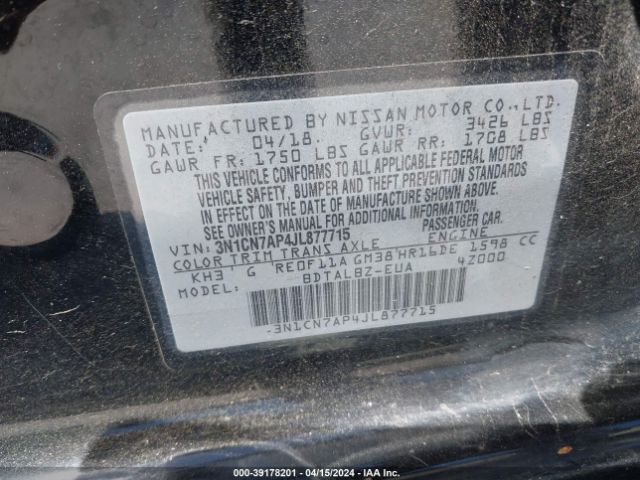 MANUFACTURED BY NISSAN MOTOR CO.,LTD.
DATE: 04/18 GVWR: 3426 LBS
GAWR FR: 1750 LBS GAWR RR: 1708 LBS
THIS VEHICLE CONFORMS TO ALL APPLICABLE FEDERAL MOTOR
VEHICLE SAFETY, BUMPER AND THEFT PREVENTION STANDARDS
IN EFFECT ON THE DATE OF MANUFACTURE SHOWN ABOVE.
SEE OWNER'S MANUAL FOR ADDITIONAL INFORMATION.
VIN: 3N1CN7AP4JL877715 PASSENGER CAR.
COLOR TRIM TRANS AXLE ENGINE
KH3 G RE0F11A GM38 HR16DE 1598 CC
MODEL: BDTALBZ-EUA 4Z000
3N1CN7AP4JL877715
000-39178201 - 04/15/2024 - IAA Inc.